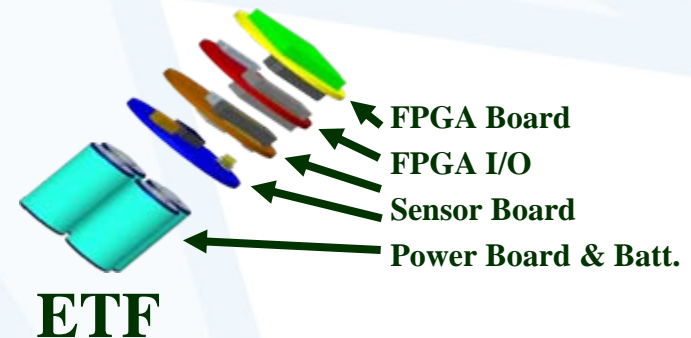 FPGA Board
FPGA I/O
Sensor Board
Power Board & Batt.
ETF